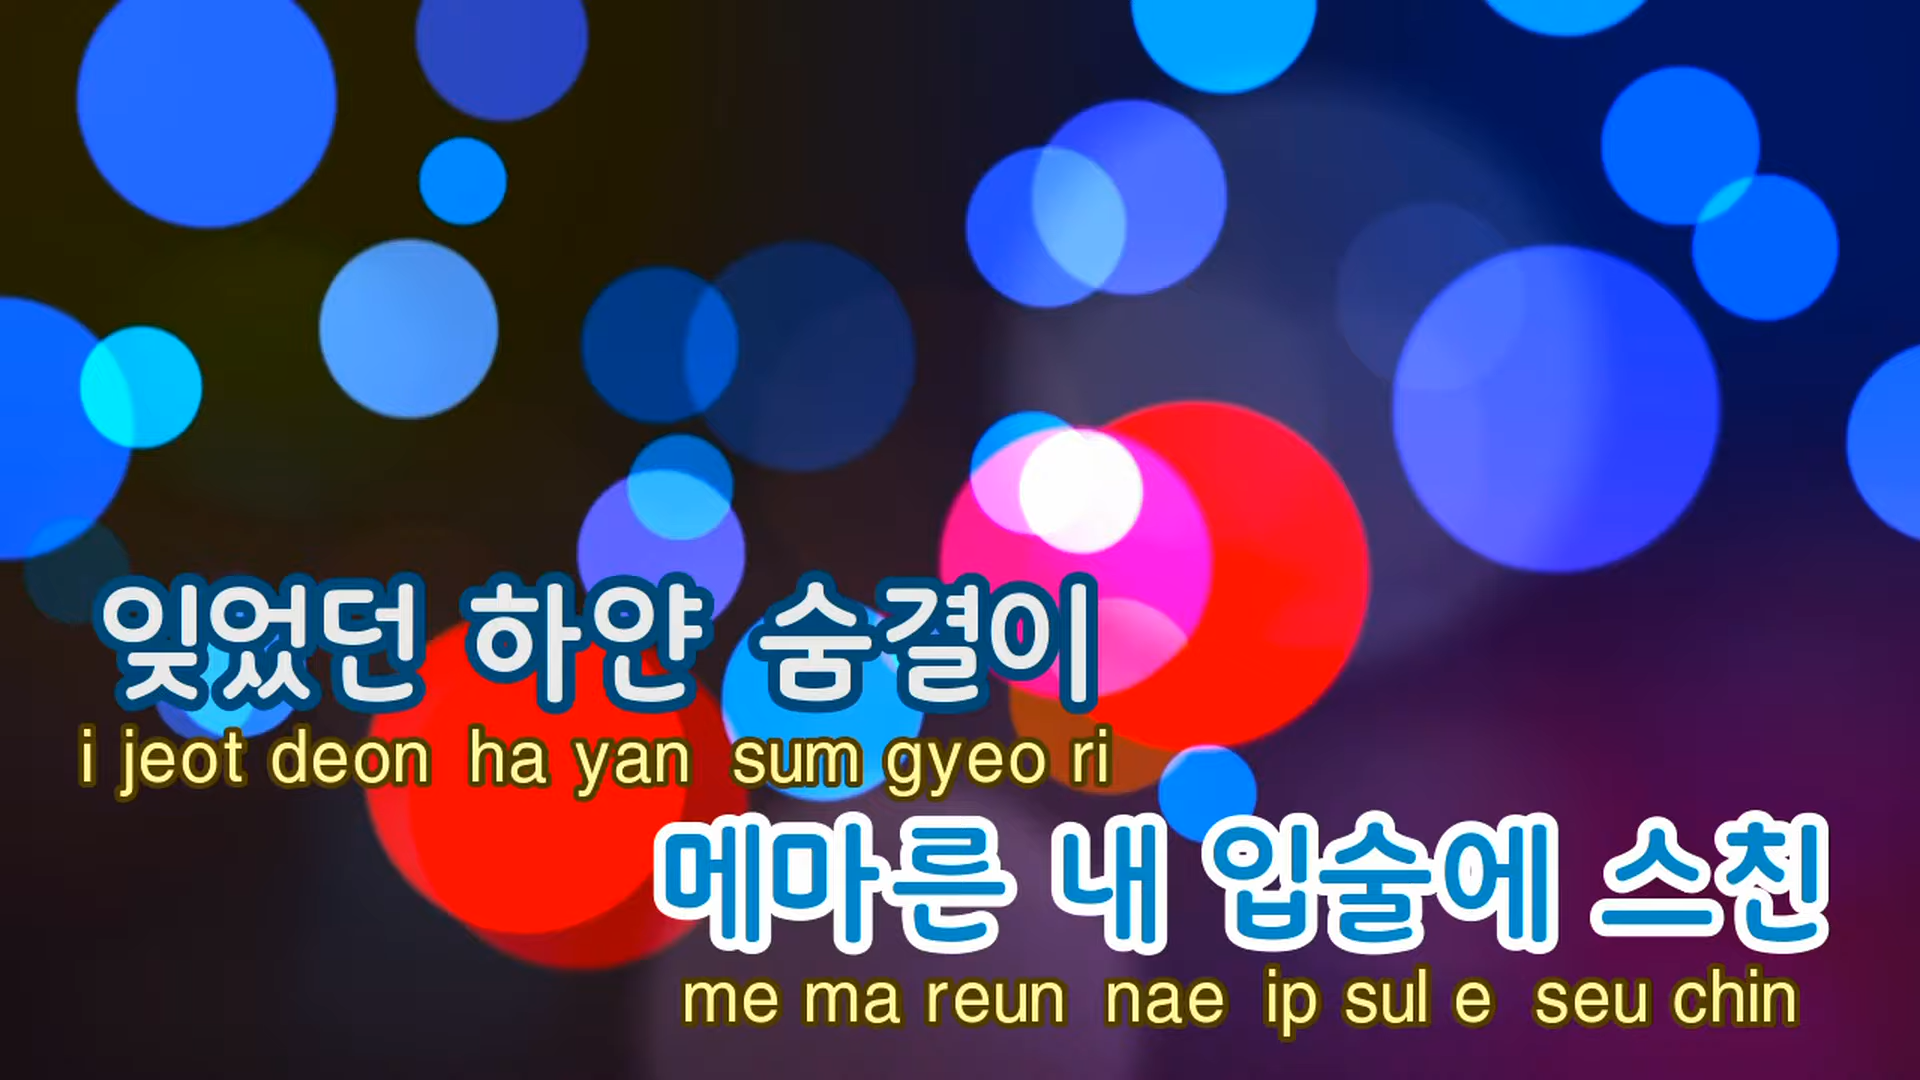 잊었던 하얀 숨결이
i jeot deon ha yan sum gyeo ri
메마른 내 입술에 스친
me ma reun nae ip sul e seu chin